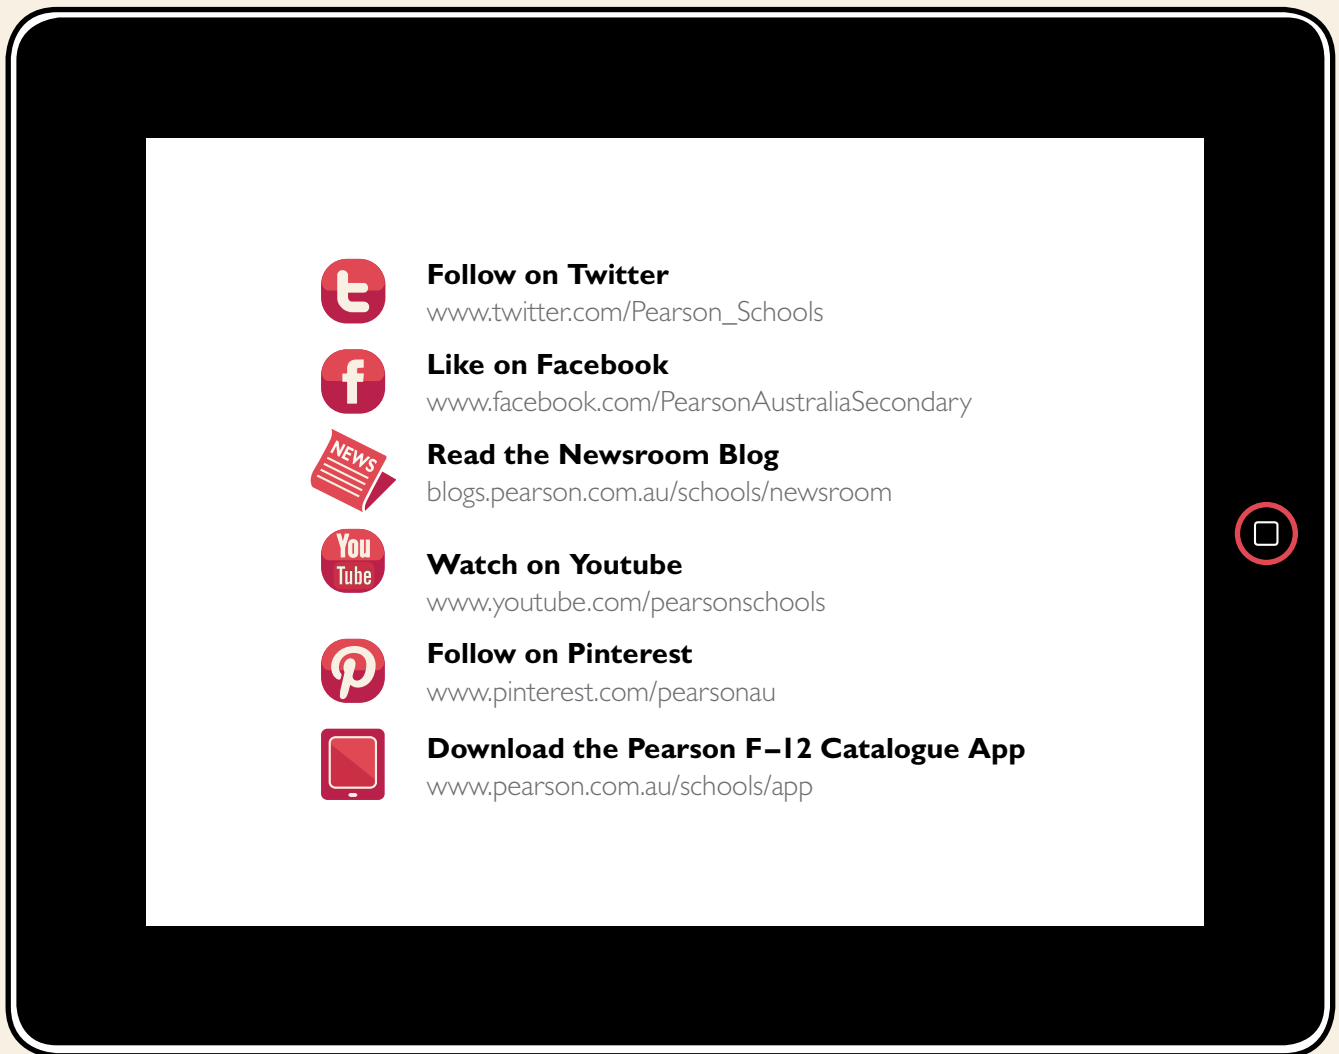 Follow on Twitter
www.twitter.com/Pearson_Schools
Like on Facebook
www.facebook.com/PearsonAustraliaSecondary
NEWS
Read the Newsroom Blog
blogs.pearson.com.au/schools/newsroom
You
Tube
Watch on Youtube
www.youtube.com/pearsonschools
Follow on Pinterest
www.pinterest.com/pearsonau
Download the Pearson F–12 Catalogue App
www.pearson.com.au/schools/app